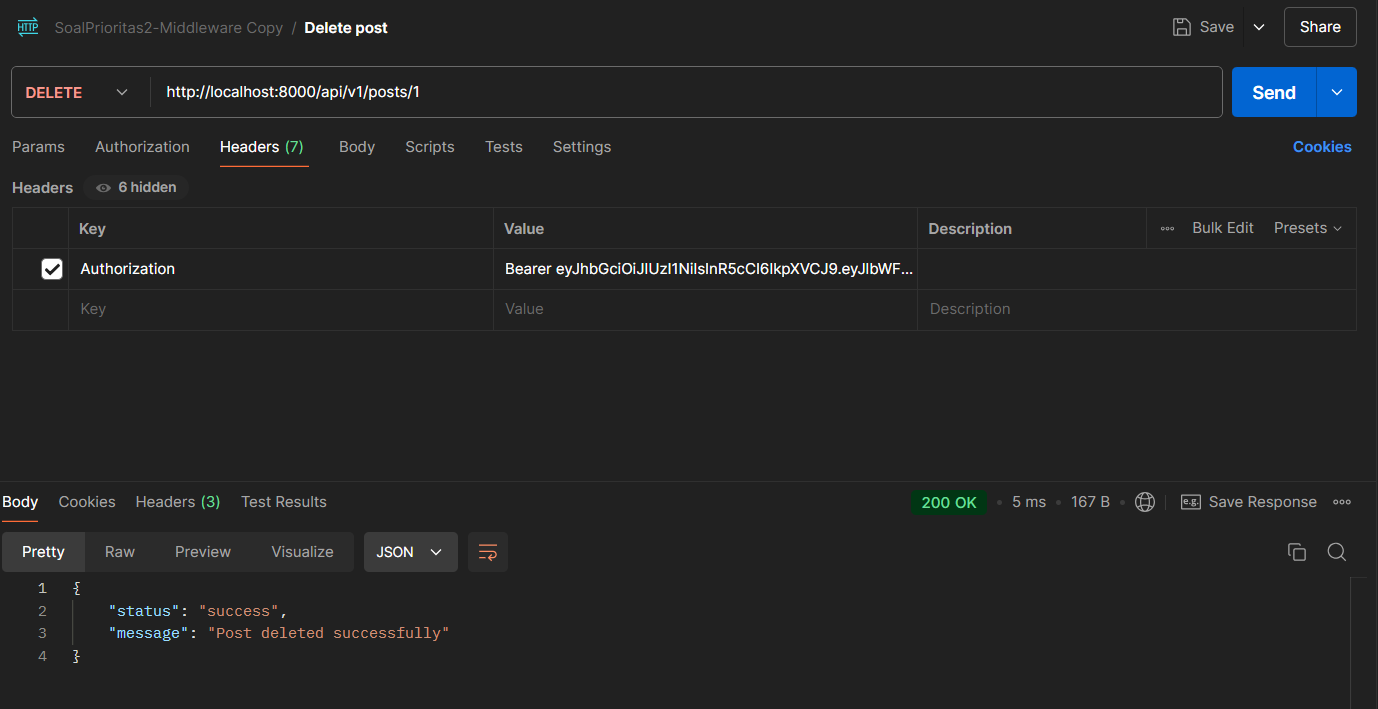 HTTP SoalPrioritas2-Middleware Copy / Delete post Save Share
DELETE http://localhost:8000/api/v1/posts/1 Send
Params Authorization Headers (7) Body Scripts Tests Settings Cookies
Headers 6 hidden
Key Value Description Bulk Edit Presets
Authorization Bearer eyJhbGciOiJIUzI1NiIsInR5cCI6IkpXVCJ9.eyJlbWF...
Key Value Description
Body Cookies Headers (3) Test Results 200 OK 5 ms 167 B e.g. Save Response
Pretty Raw Preview Visualize JSON
1 {
2 "status": "success",
3 "message": "Post deleted successfully"
4 }